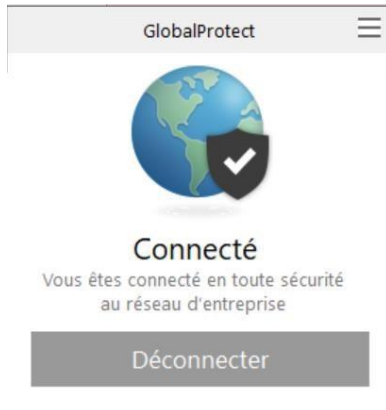 GlobalProtect
Connecté
Vous êtes connecté en toute sécurité
au réseau d'entreprise
Déconnecter